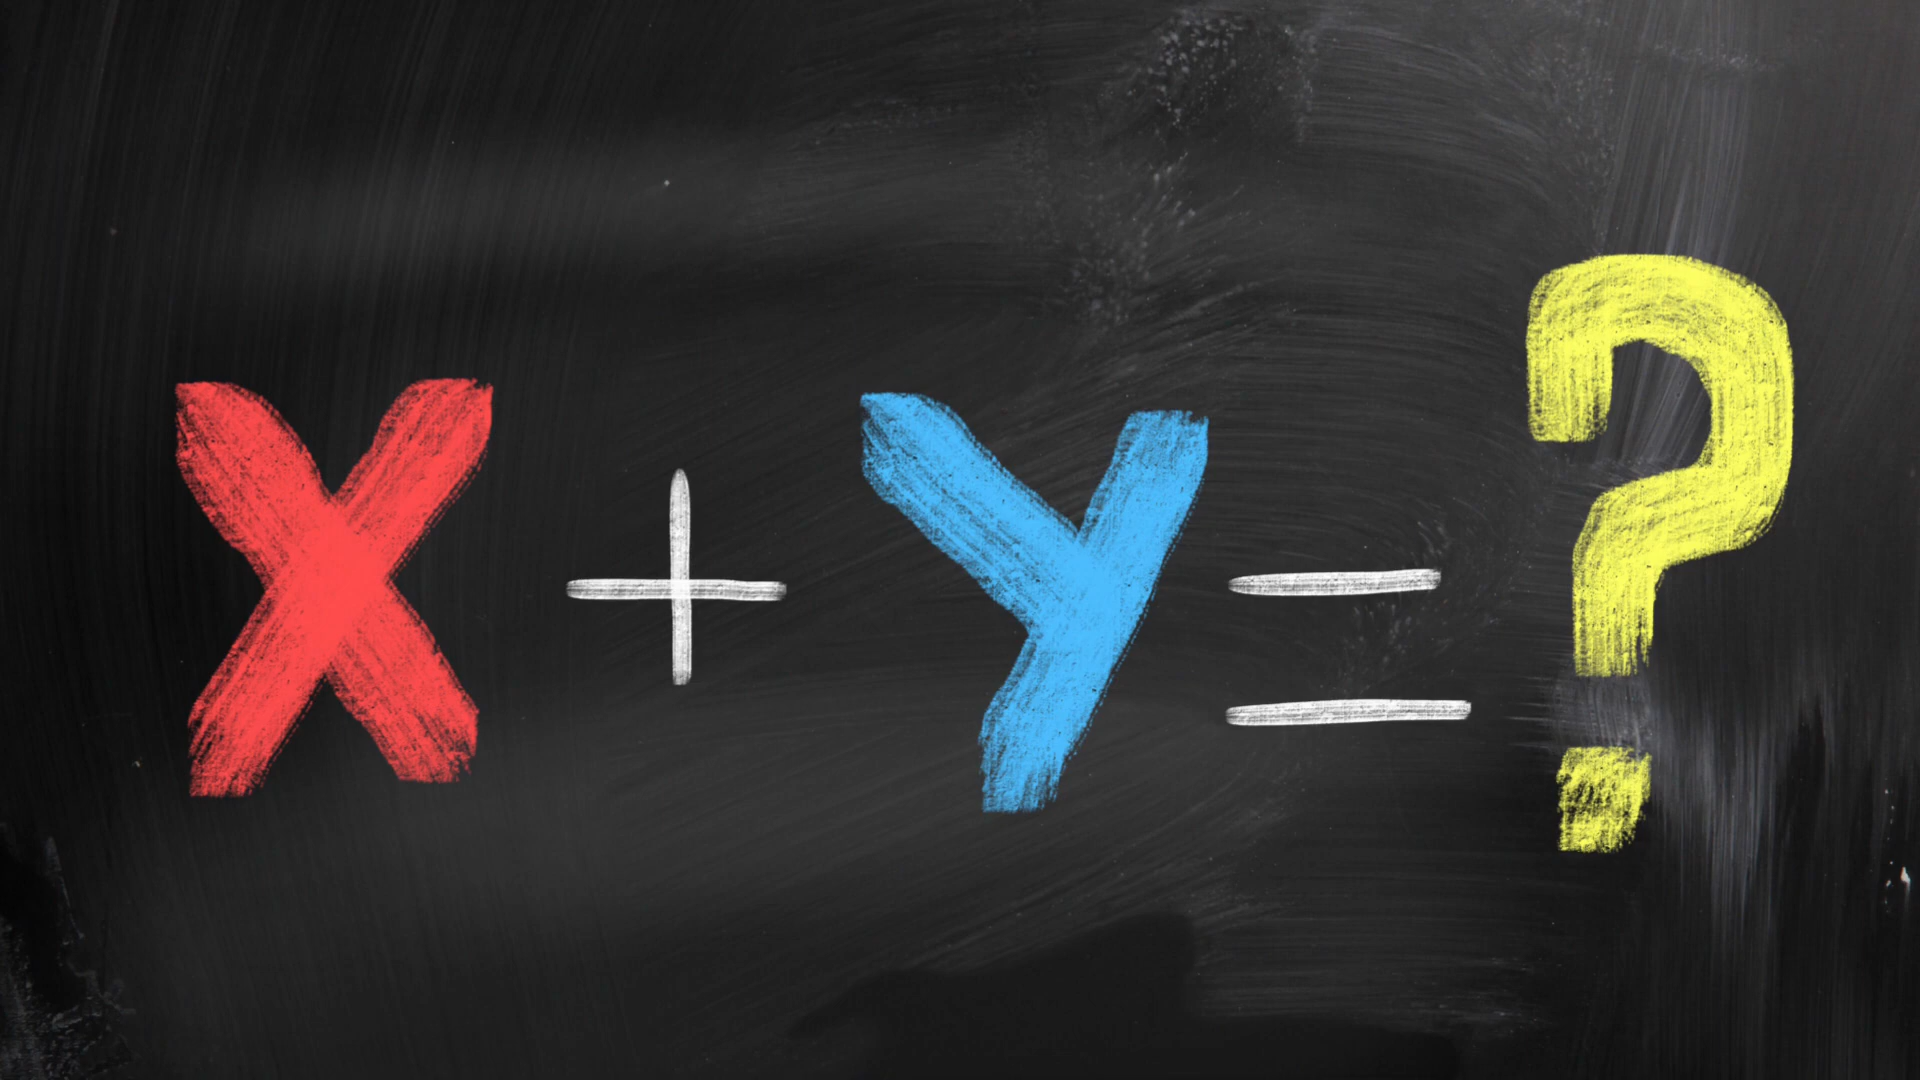 X + Y = ?